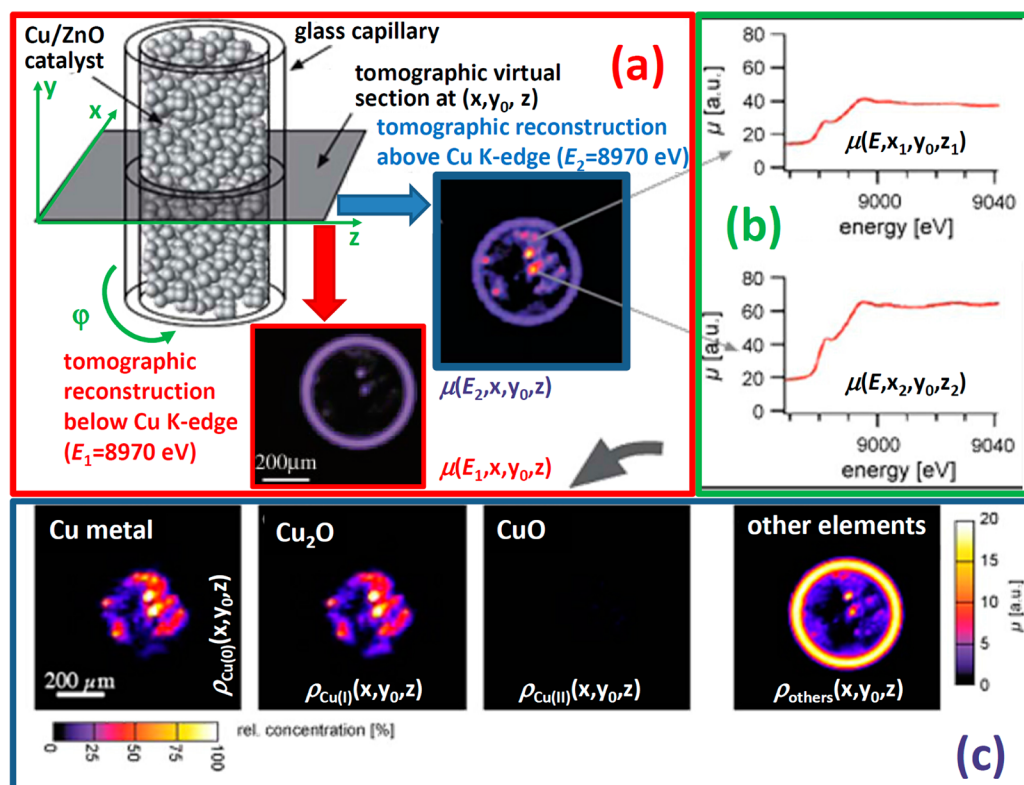 Cu/ZnO
catalyst
glass capillary
(a)
tomographic virtual
section at (x,y₀, z)
y
x
z
φ
tomographic reconstruction
above Cu K-edge (E₂=8970 eV)
tomographic
reconstruction
below Cu K-edge
(E₁=8970 eV)
200μm
μ(E₂,x,y₀,z)
μ(E₁,x,y₀,z)
80
60
40
20
0
μ [a.u.]
μ(E,x₁,y₀,z₁)
9000
9040
energy [eV]
(b)
80
60
40
20
0
μ [a.u.]
μ(E,x₂,y₀,z₂)
9000
9040
energy [eV]
Cu metal
200 μm
ρCu(0)(x,y₀,z)
Cu₂O
ρCu(I)(x,y₀,z)
CuO
ρCu(II)(x,y₀,z)
other elements
ρothers(x,y₀,z)
20
15
10
5
0
μ [a.u.]
0
25
50
75
100
rel. concentration [%]
(c)